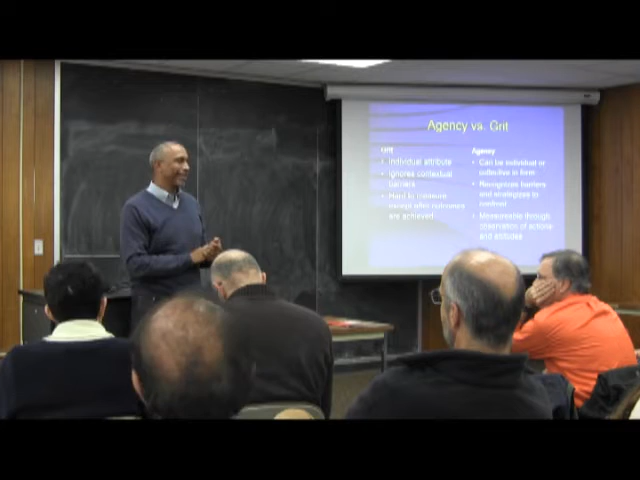 Agency vs. Grit
Grit
• Individual attribute
• Ignores contextual
barriers
• Hard to measure
except after outcomes
are achieved
Agency
• Can be individual or
collective in form
• Recognizes barriers
and strategizes to
confront
• Measureable through
observation of actions
and attitudes